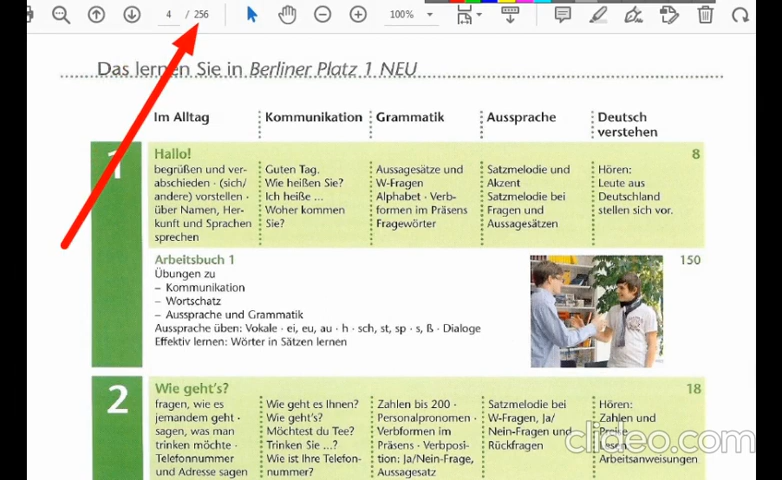 4 / 256
100%
Das lernen Sie in Berliner Platz 1 NEU
Im Alltag
Kommunikation
Grammatik
Aussprache
Deutsch
verstehen
1
Hallo!
8
begrüßen und ver-
abschieden · (sich/
andere) vorstellen ·
über Namen, Her-
kunft und Sprachen
sprechen
Guten Tag.
Wie heißen Sie?
Ich heiße ...
Woher kommen
Sie?
Aussagesätze und
W-Fragen
Alphabet · Verb-
formen im Präsens
Fragewörter
Satzmelodie und
Akzent
Satzmelodie bei
Fragen und
Aussagesätzen
Hören:
Leute aus
Deutschland
stellen sich vor.
Arbeitsbuch 1
150
Übungen zu
– Kommunikation
– Wortschatz
– Aussprache und Grammatik
Aussprache üben: Vokale · ei, eu, au · h · sch, st, sp · s, ß · Dialoge
Effektiv lernen: Wörter in Sätzen lernen
2
Wie geht's?
18
fragen, wie es
jemandem geht ·
sagen, was man
trinken möchte ·
Telefonnummer
und Adresse sagen
Wie geht es Ihnen?
Wie geht's?
Möchtest du Tee?
Trinken Sie ...?
Wie ist Ihre Telefon-
nummer?
Zahlen bis 200 ·
Personalpronomen ·
Verbformen im
Präsens · Verbposi-
tion: Ja/Nein-Frage,
Aussagesatz
Satzmelodie bei
W-Fragen, Ja/
Nein-Fragen und
Rückfragen
Hören:
Zahlen und
Lesen:
Arbeitsanweisungen
clideo.com